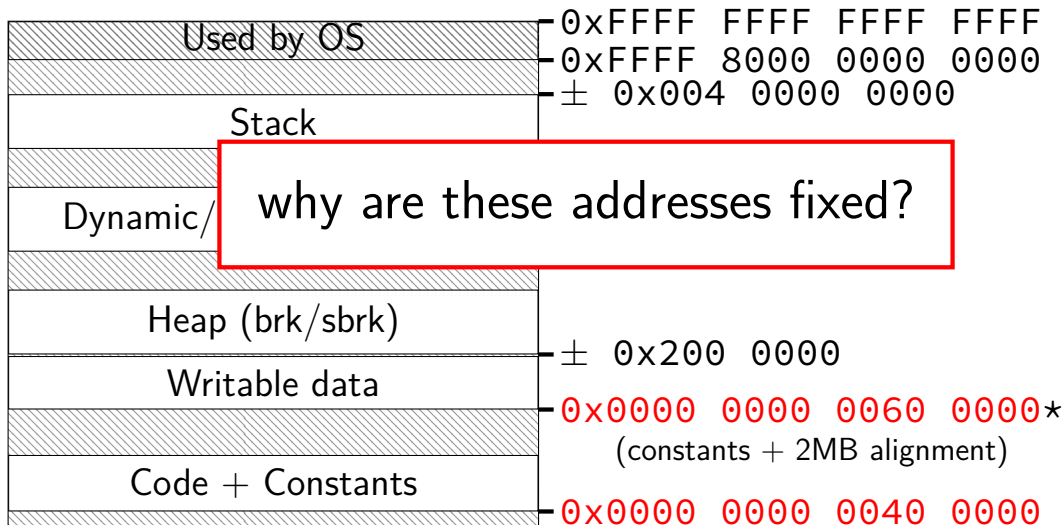 Used by OS
0xFFFF FFFF FFFF FFFF
0xFFFF 8000 0000 0000
± 0x004 0000 0000
Stack
why are these addresses fixed?
Dynamic/
Heap (brk/sbrk)
± 0x200 0000
Writable data
0x0000 0000 0060 0000*
(constants + 2MB alignment)
Code + Constants
0x0000 0000 0040 0000